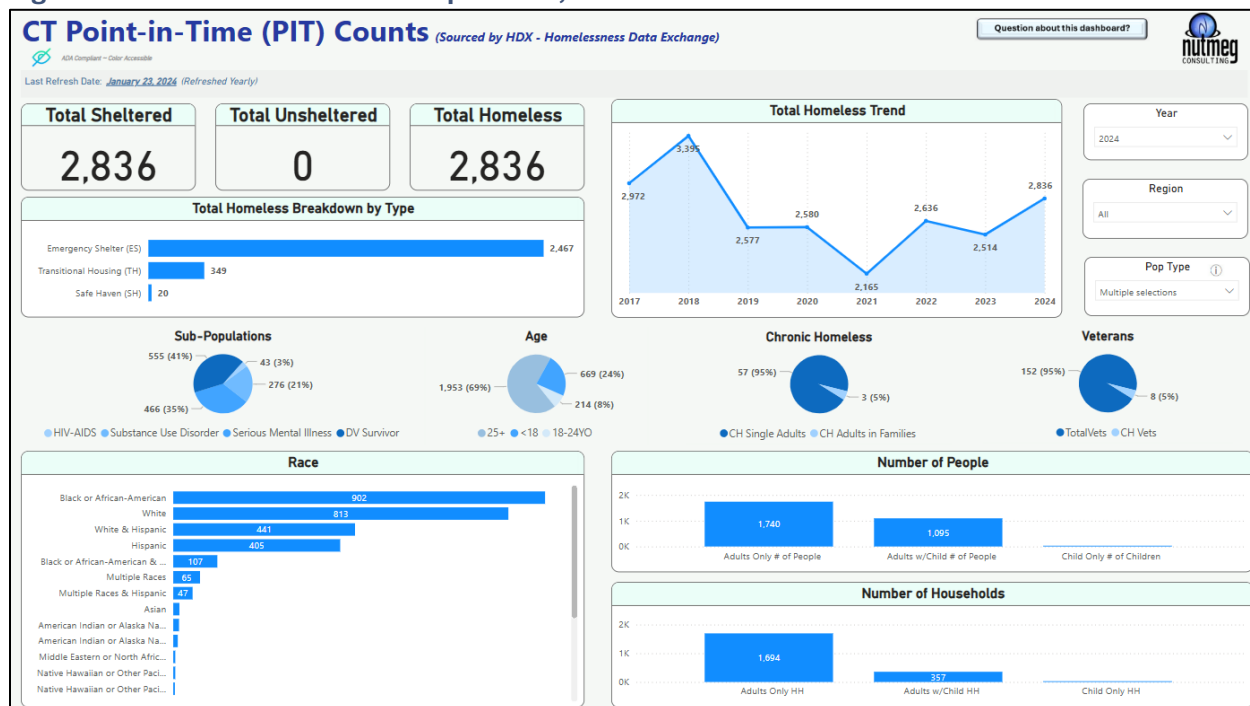 CT Point-in-Time (PIT) Counts (Sourced by HDX - Homelessness Data Exchange)
Question about this dashboard?
nutmeg
CONSULTING
ADA Compliant – Color Accessible
Last Refresh Date: January 23, 2024 (Refreshed Yearly)
Total Sheltered
2,836
Total Unsheltered
0
Total Homeless
2,836
Total Homeless Trend
2,972
3,395
2,577
2,580
2,165
2,636
2,514
2,836
2017 2018 2019 2020 2021 2022 2023 2024
Year
2024
Region
All
Pop Type
Multiple selections
Total Homeless Breakdown by Type
Emergency Shelter (ES) 2,467
Transitional Housing (TH) 349
Safe Haven (SH) 20
Sub-Populations
555 (41%)
43 (3%)
276 (21%)
466 (35%)
HIV-AIDS Substance Use Disorder Serious Mental Illness DV Survivor
Age
1,953 (69%)
669 (24%)
214 (8%)
25+ <18 18-24YO
Chronic Homeless
57 (95%)
3 (5%)
CH Single Adults CH Adults in Families
Veterans
152 (95%)
8 (5%)
TotalVets CH Vets
Race
Black or African-American 902
White 813
White & Hispanic 441
Hispanic 405
Black or African-American & ... 107
Multiple Races 65
Multiple Races & Hispanic 47
Asian
American Indian or Alaska Na...
American Indian or Alaska Na...
Middle Eastern or North Afric...
Native Hawaiian or Other Paci...
Native Hawaiian or Other Paci...
Number of People
2K
1K
0K
1,740
1,095
Adults Only # of People Adults w/Child # of People Child Only # of Children
Number of Households
2K
1K
0K
1,694
357
Adults Only HH Adults w/Child HH Child Only HH